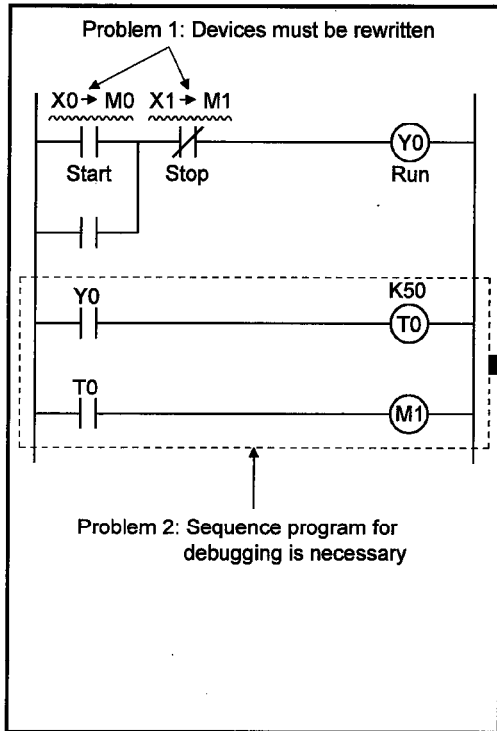 Problem 1: Devices must be rewritten
X0→ M0 X1→ M1
Y0
Start Stop Run
Y0 K50
T0
T0
M1
Problem 2: Sequence program for
debugging is necessary